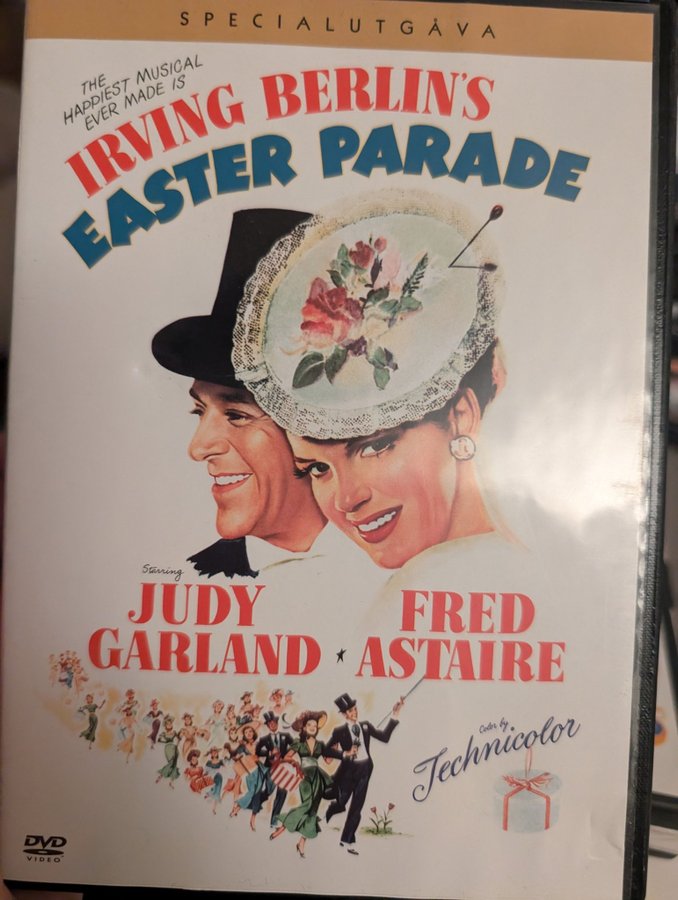 SPECIALUTGÅVA
THE
HAPPIEST MUSICAL
EVER MADE IS
IRVING BERLIN'S
EASTER PARADE
Starring
JUDY GARLAND
★
FRED ASTAIRE
Color by
Technicolor
DVD
VIDEO